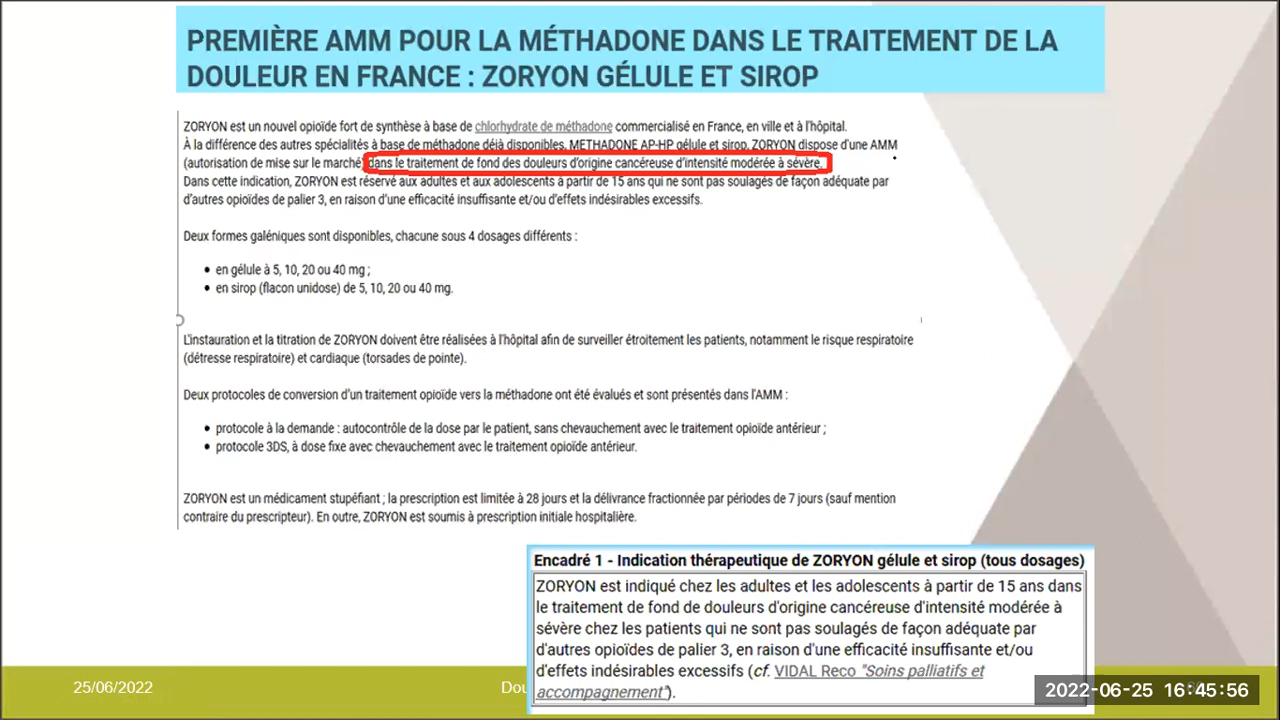 PREMIÈRE AMM POUR LA MÉTHADONE DANS LE TRAITEMENT DE LA
DOULEUR EN FRANCE : ZORYON GÉLULE ET SIROP
ZORYON est un nouvel opioïde fort de synthèse à base de chlorhydrate de méthadone commercialisé en France, en ville et à l'hôpital.
À la différence des autres spécialités à base de méthadone déjà disponibles, METHADONE AP-HP gélule et sirop, ZORYON dispose d'une AMM
(autorisation de mise sur le marché) dans le traitement de fond des douleurs d'origine cancéreuse d'intensité modérée à sévère.
Dans cette indication, ZORYON est réservé aux adultes et aux adolescents à partir de 15 ans qui ne sont pas soulagés de façon adéquate par
d'autres opioïdes de palier 3, en raison d'une efficacité insuffisante et/ou d'effets indésirables excessifs.
Deux formes galéniques sont disponibles, chacune sous 4 dosages différents :
• en gélule à 5, 10, 20 ou 40 mg ;
• en sirop (flacon unidose) de 5, 10, 20 ou 40 mg.
L'instauration et la titration de ZORYON doivent être réalisées à l'hôpital afin de surveiller étroitement les patients, notamment le risque respiratoire
(détresse respiratoire) et cardiaque (torsades de pointe).
Deux protocoles de conversion d'un traitement opioïde vers la méthadone ont été évalués et sont présentés dans l'AMM :
• protocole à la demande : autocontrôle de la dose par le patient, sans chevauchement avec le traitement opioïde antérieur ;
• protocole 3DS, à dose fixe avec chevauchement avec le traitement opioïde antérieur.
ZORYON est un médicament stupéfiant ; la prescription est limitée à 28 jours et la délivrance fractionnée par périodes de 7 jours (sauf mention
contraire du prescripteur). En outre, ZORYON est soumis à prescription initiale hospitalière.
Encadré 1 - Indication thérapeutique de ZORYON gélule et sirop (tous dosages)
ZORYON est indiqué chez les adultes et les adolescents à partir de 15 ans dans
le traitement de fond de douleurs d'origine cancéreuse d'intensité modérée à
sévère chez les patients qui ne sont pas soulagés de façon adéquate par
d'autres opioïdes de palier 3, en raison d'une efficacité insuffisante et/ou
d'effets indésirables excessifs (cf. VIDAL Reco "Soins palliatifs et
accompagnement").
25/06/2022
2022-06-25 16:45:56